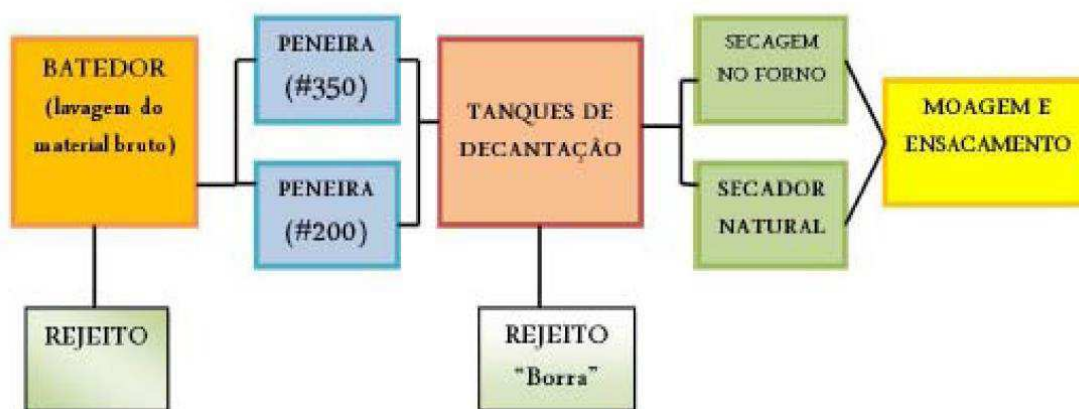 BATEDOR
(lavagem do
material bruto)
REJEITO
PENEIRA
(#350)
PENEIRA
(#200)
TANQUES DE
DECANTAÇÃO
REJEITO
“Borra”
SECAGEM
NO FORNO
SECADOR
NATURAL
MOAGEM E
ENSACAMENTO